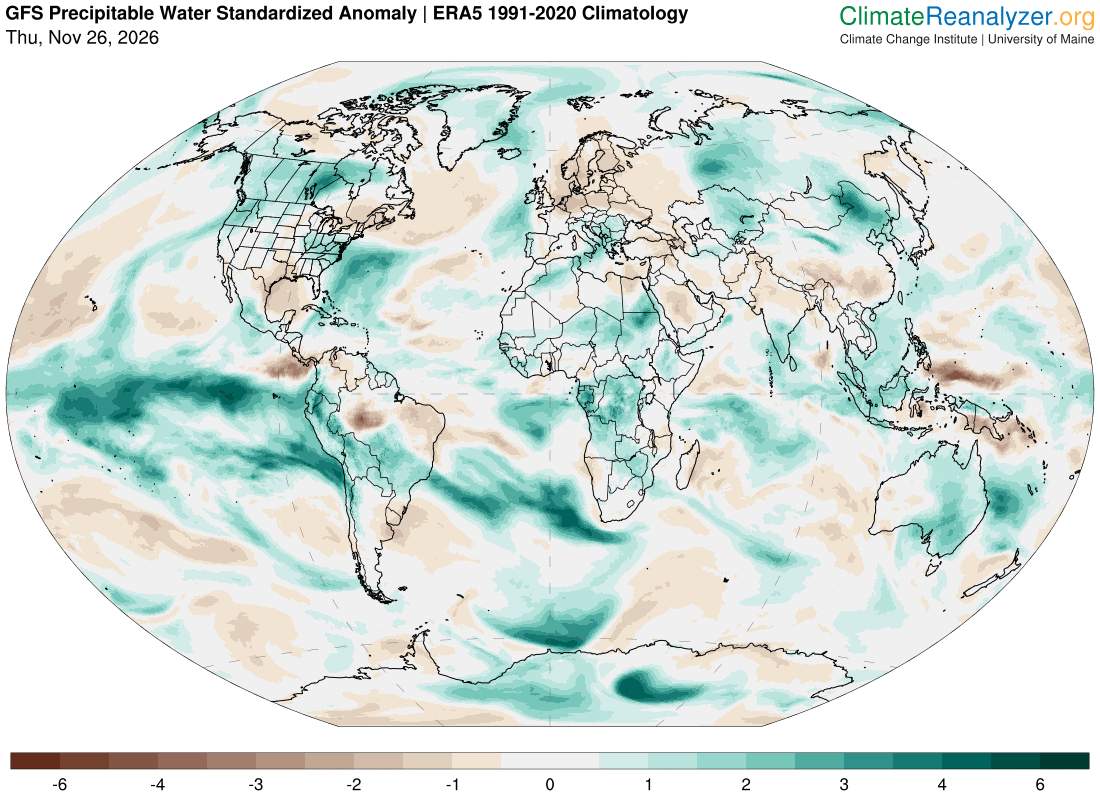 GFS Precipitable Water Standardized Anomaly | ERA5 1991-2020 Climatology
Thu, Nov 26, 2026
ClimateReanalyzer.org
Climate Change Institute | University of Maine
-6 -4 -3 -2 -1 0 1 2 3 4 6